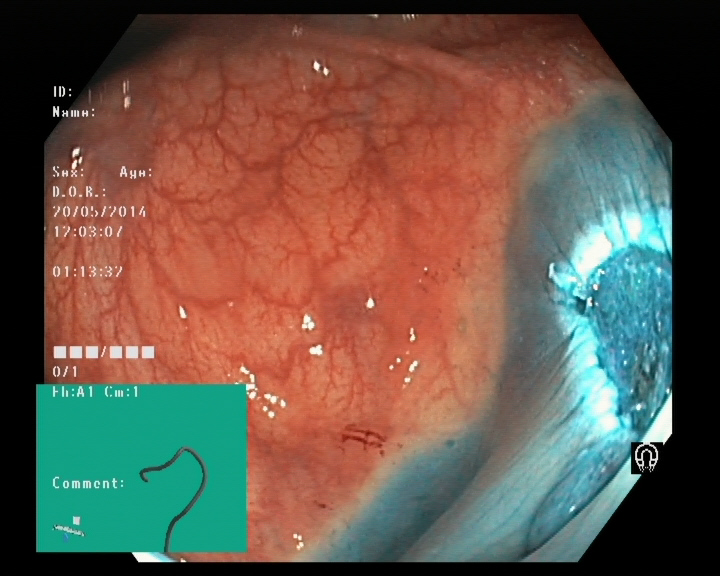 ID:
Name:
Sex: Age:
D.O.B.:
20/05/2014
12:03:07
01:13:32
0/1
Eh:A1 Cm:1
Comment: